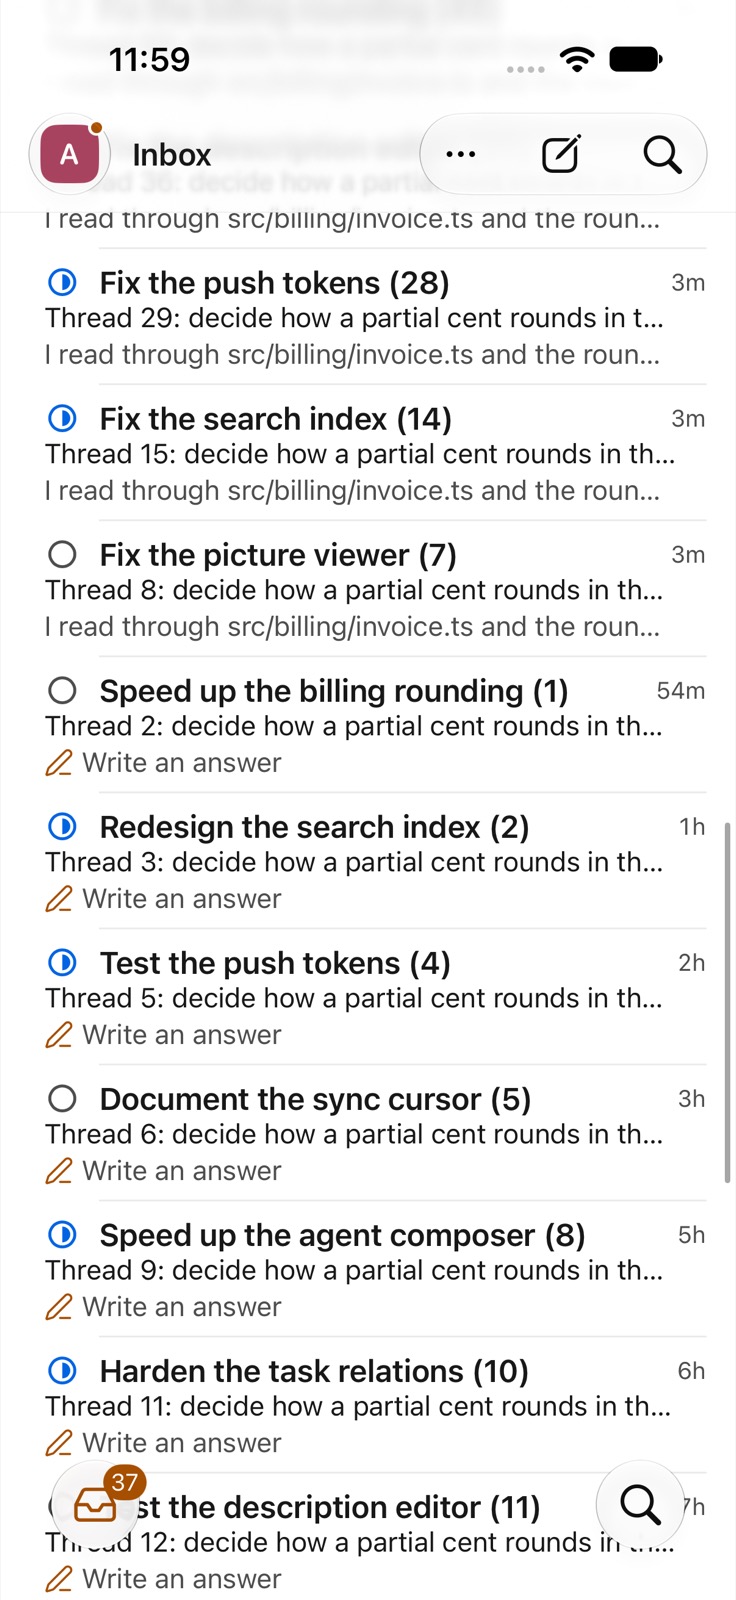 11:59
A
Inbox
I read through src/billing/invoice.ts and the roun...
Fix the push tokens (28)
3m
Thread 29: decide how a partial cent rounds in t...
I read through src/billing/invoice.ts and the roun...
Fix the search index (14)
3m
Thread 15: decide how a partial cent rounds in th...
I read through src/billing/invoice.ts and the roun...
Fix the picture viewer (7)
3m
Thread 8: decide how a partial cent rounds in th...
I read through src/billing/invoice.ts and the roun...
Speed up the billing rounding (1)
54m
Thread 2: decide how a partial cent rounds in th...
Write an answer
Redesign the search index (2)
1h
Thread 3: decide how a partial cent rounds in th...
Write an answer
Test the push tokens (4)
2h
Thread 5: decide how a partial cent rounds in th...
Write an answer
Document the sync cursor (5)
3h
Thread 6: decide how a partial cent rounds in th...
Write an answer
Speed up the agent composer (8)
5h
Thread 9: decide how a partial cent rounds in th...
Write an answer
Harden the task relations (10)
6h
Thread 11: decide how a partial cent rounds in th...
Write an answer
37
the description editor (11)
7h
12: decide how a partial cent rounds in
Write an answer